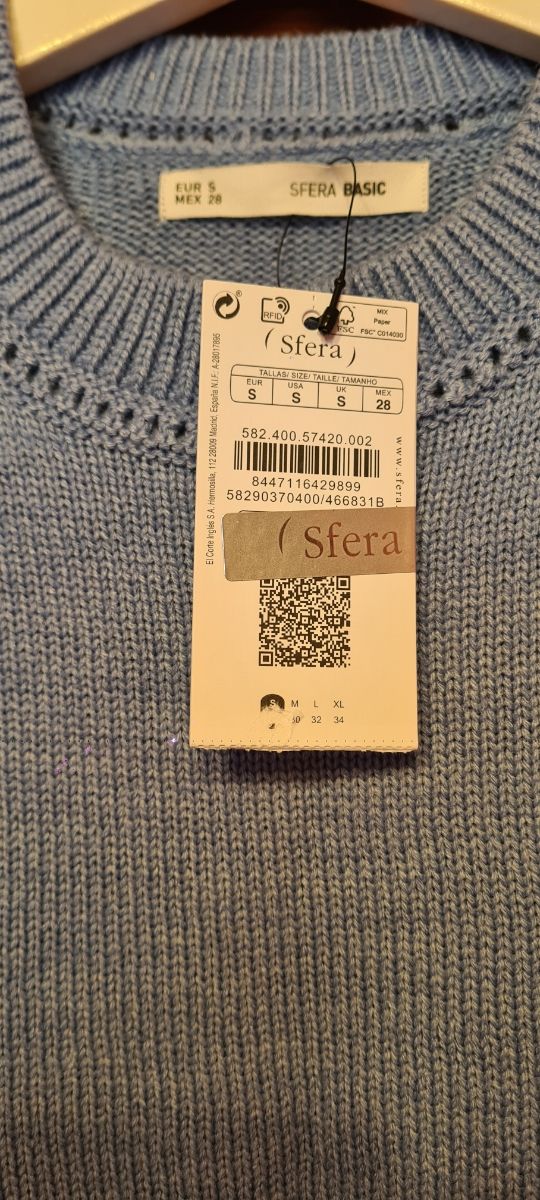 EUR S
MEX 28
SFERA BASIC
RFID
FSC
MIX
Paper
FSC® C014030
( Sfera )
TALLAS/ SIZE/ TAILLE/ TAMANHO
EUR USA UK MEX
S S S 28
582.400.57420.002
8447116429899
58290370400/466831B
( Sfera
S M L XL
30 32 34
El Corte Inglés S.A. Hermosilla, 112 28009 Madrid. España N.I.F. A-28017895
www.sfera.